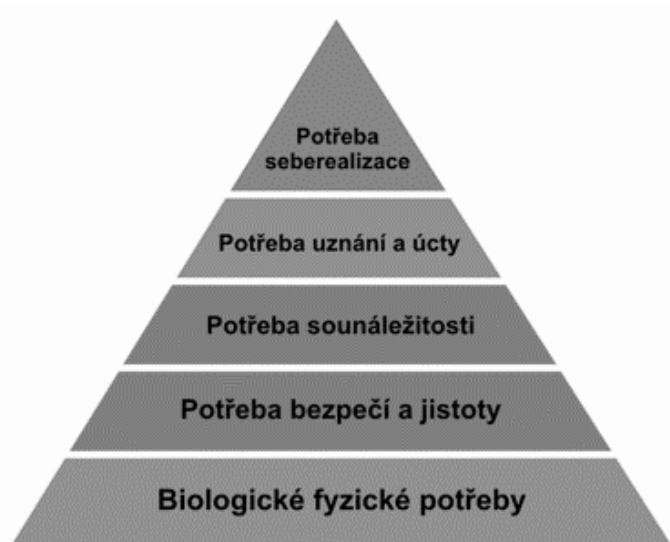 Potřeba
seberealizace
Potřeba uznání a úcty
Potřeba sounáležitosti
Potřeba bezpečí a jistoty
Biologické fyzické potřeby